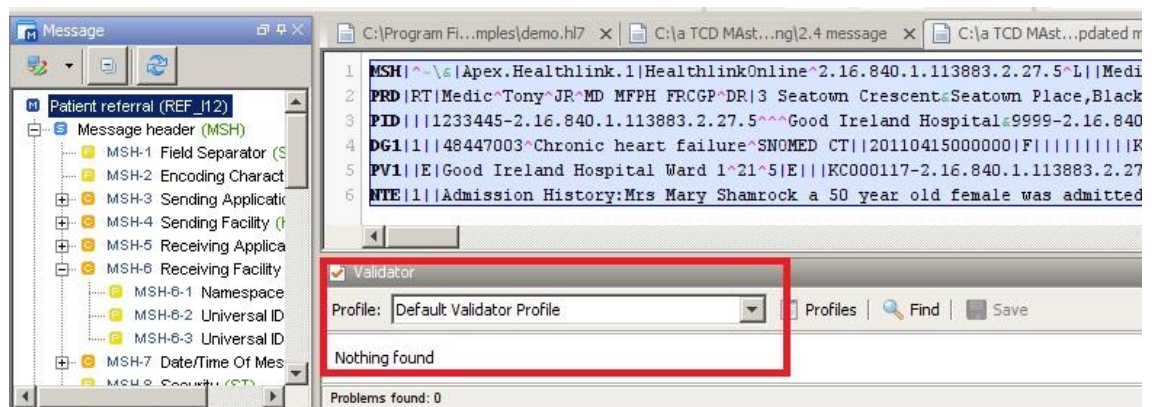 Message
Patient referral (REF_I12)
Message header (MSH)
MSH-1 Field Separator (S
MSH-2 Encoding Charact
MSH-3 Sending Applicatio
MSH-4 Sending Facility (H
MSH-5 Receiving Applica
MSH-6 Receiving Facility
MSH-6-1 Namespace
MSH-6-2 Universal ID
MSH-6-3 Universal ID
MSH-7 Date/Time Of Mes
MSH-8 Security (ST)
C:\Program Fi...mples\demo.hl7 C:\a TCD MAst...ng\2.4 message C:\a TCD MAst...pdated m
1 MSH|^~\&|Apex.Healthlink.1|HealthlinkOnline^2.16.840.1.113883.2.27.5^L||Medi
2 PRD|RT|Medic^Tony^JR^MD MFPH FRCGP^DR|3 Seatown Crescent&Seatown Place,Black
3 PID|||1233445-2.16.840.1.113883.2.27.5^^^Good Ireland Hospital&9999-2.16.840
4 DG1|1||48447003^Chronic heart failure^SNOMED CT||20110415000000|F||||||||||K
5 PV1||E|Good Ireland Hospital Ward 1^21^5|E|||KC000117-2.16.840.1.113883.2.27
6 NTE|1||Admission History:Mrs Mary Shamrock a 50 year old female was admitted
Validator
Profile: Default Validator Profile Profiles Find Save
Nothing found
Problems found: 0